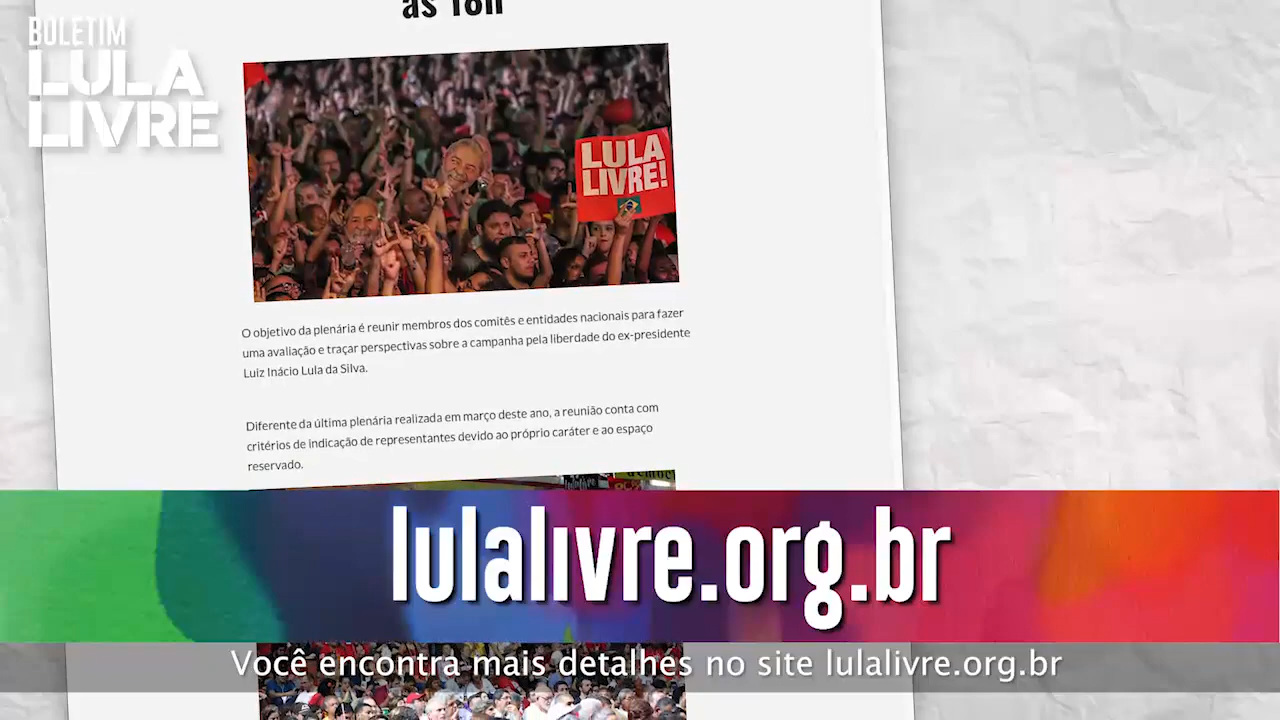 às 10h
BOLETIM
LULA
LIVRE
LULA
LIVRE!
O objetivo da plenária é reunir membros dos comitês e entidades nacionais para fazer
uma avaliação e traçar perspectivas sobre a campanha pela liberdade do ex-presidente
Luiz Inácio Lula da Silva.
Diferente da última plenária realizada em março deste ano, a reunião conta com
critérios de indicação de representantes devido ao próprio caráter e ao espaço
reservado.
lulalivre.org.br
Você encontra mais detalhes no site lulalivre.org.br